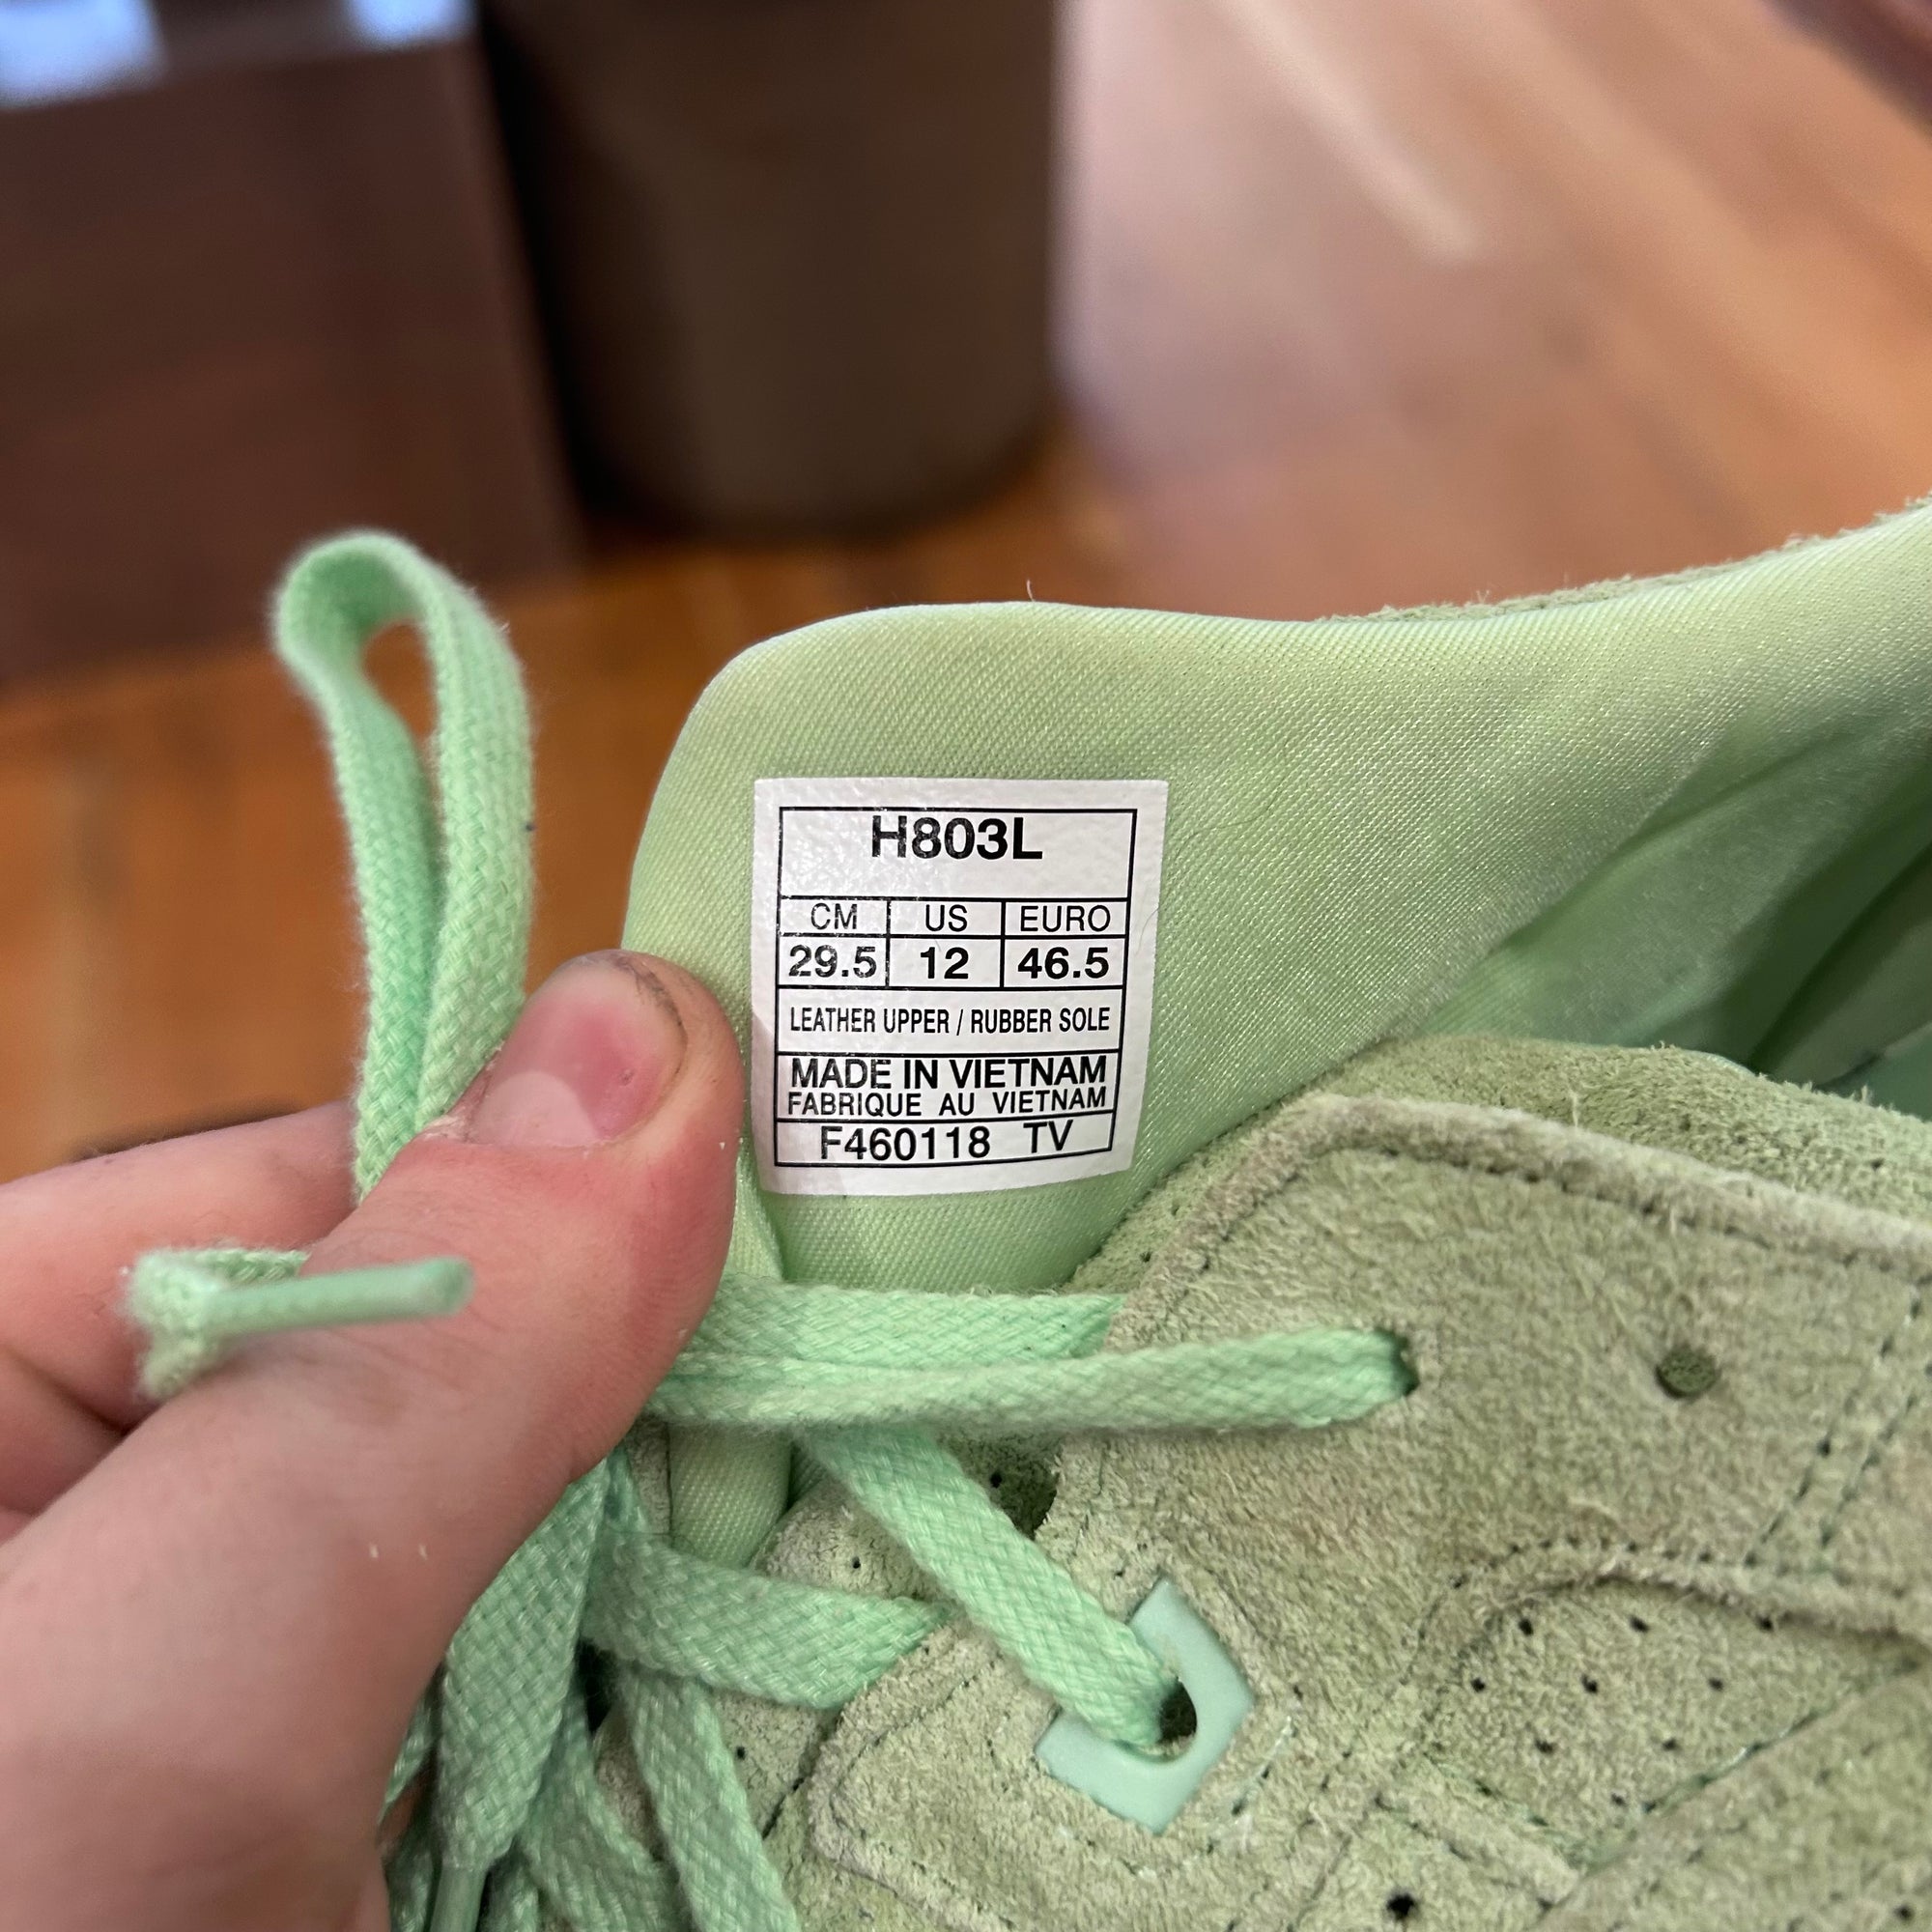 H803L
CM US EURO
29.5 12 46.5
LEATHER UPPER / RUBBER SOLE
MADE IN VIETNAM
FABRIQUE AU VIETNAM
F460118 TV